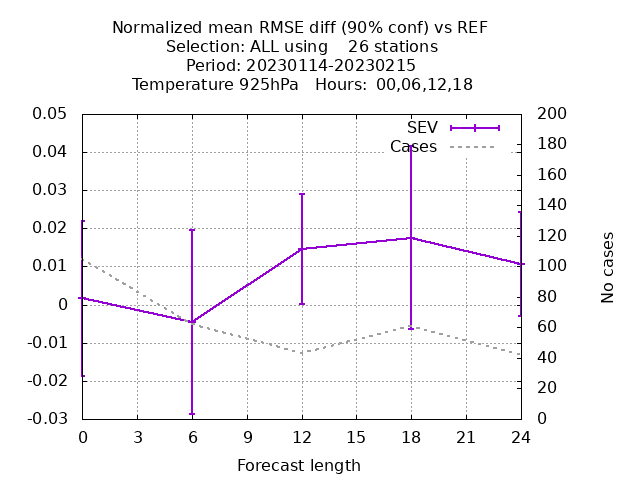 Normalized mean RMSE diff (90% conf) vs REF
Selection: ALL using    26 stations
Period: 20230114-20230215
Temperature 925hPa   Hours:  00,06,12,18
0.05
0.04
0.03
0.02
0.01
0
-0.01
-0.02
-0.03
SEV
Cases
200
180
160
140
120
100
80
60
40
20
0
No cases
0 3 6 9 12 15 18 21 24
Forecast length